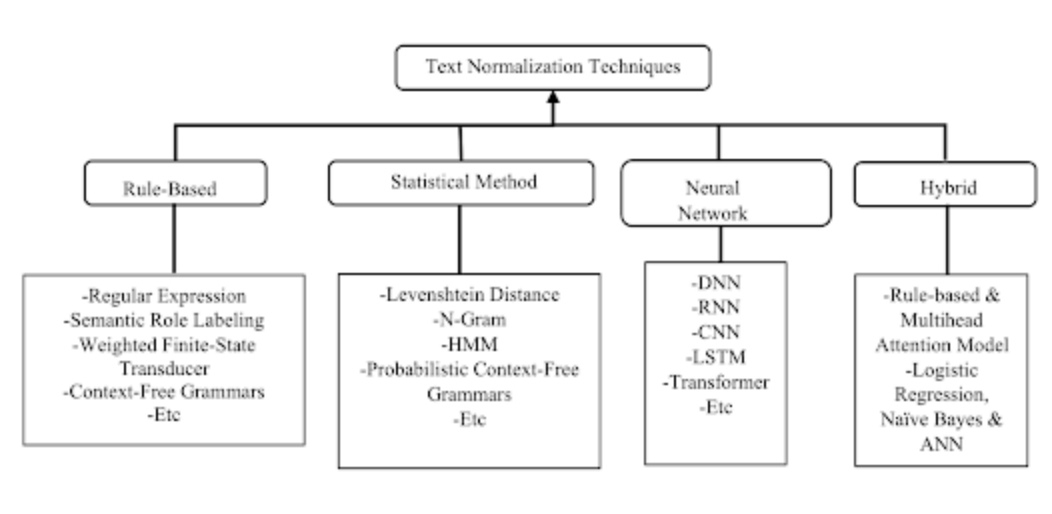 Text Normalization Techniques
Rule-Based
Statistical Method
Neural
Network
Hybrid
-Regular Expression
-Semantic Role Labeling
-Weighted Finite-State
Transducer
-Context-Free Grammars
-Etc
-Levenshtein Distance
-N-Gram
-HMM
-Probabilistic Context-Free
Grammars
-Etc
-DNN
-RNN
-CNN
-LSTM
-Transformer
-Etc
-Rule-based &
Multihead
Attention Model
-Logistic
Regression,
Naïve Bayes &
ANN